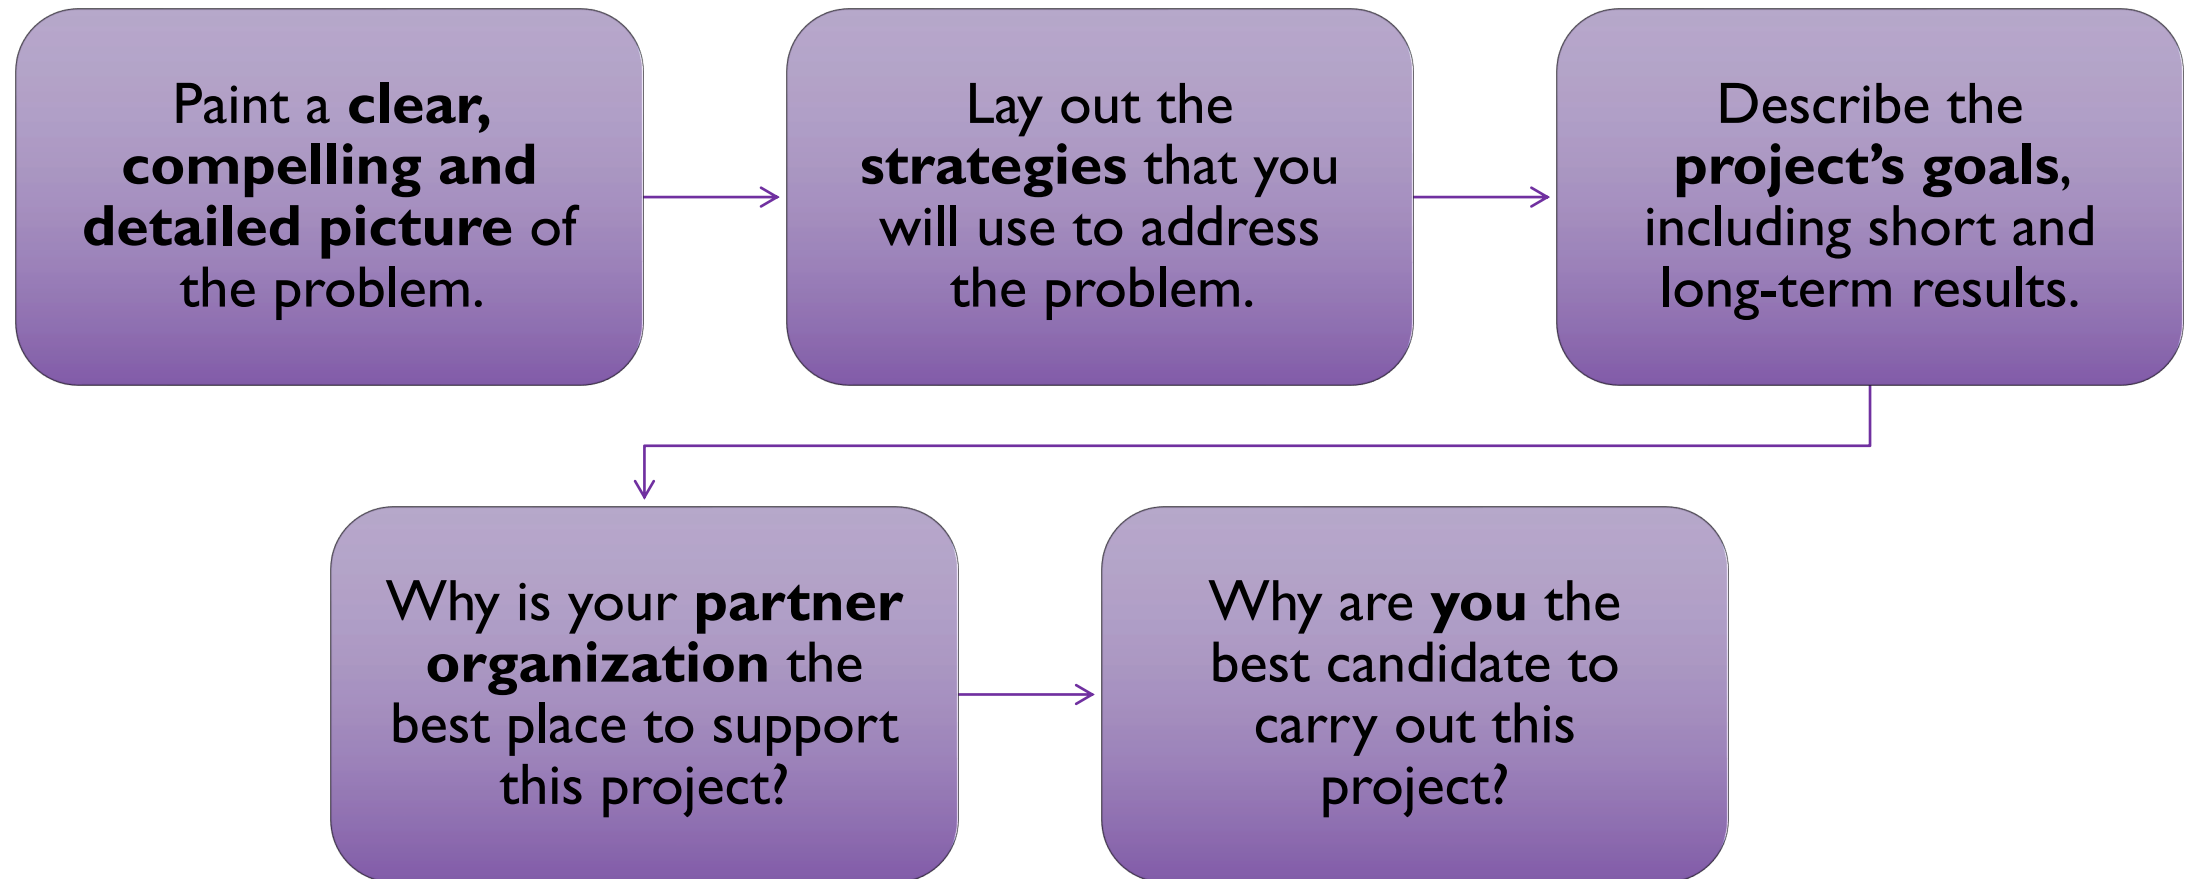 Paint a clear,
compelling and
detailed picture of
the problem.
Lay out the
strategies that you
will use to address
the problem.
Describe the
project’s goals,
including short and
long-term results.
Why is your partner
organization the
best place to support
this project?
Why are you the
best candidate to
carry out this
project?